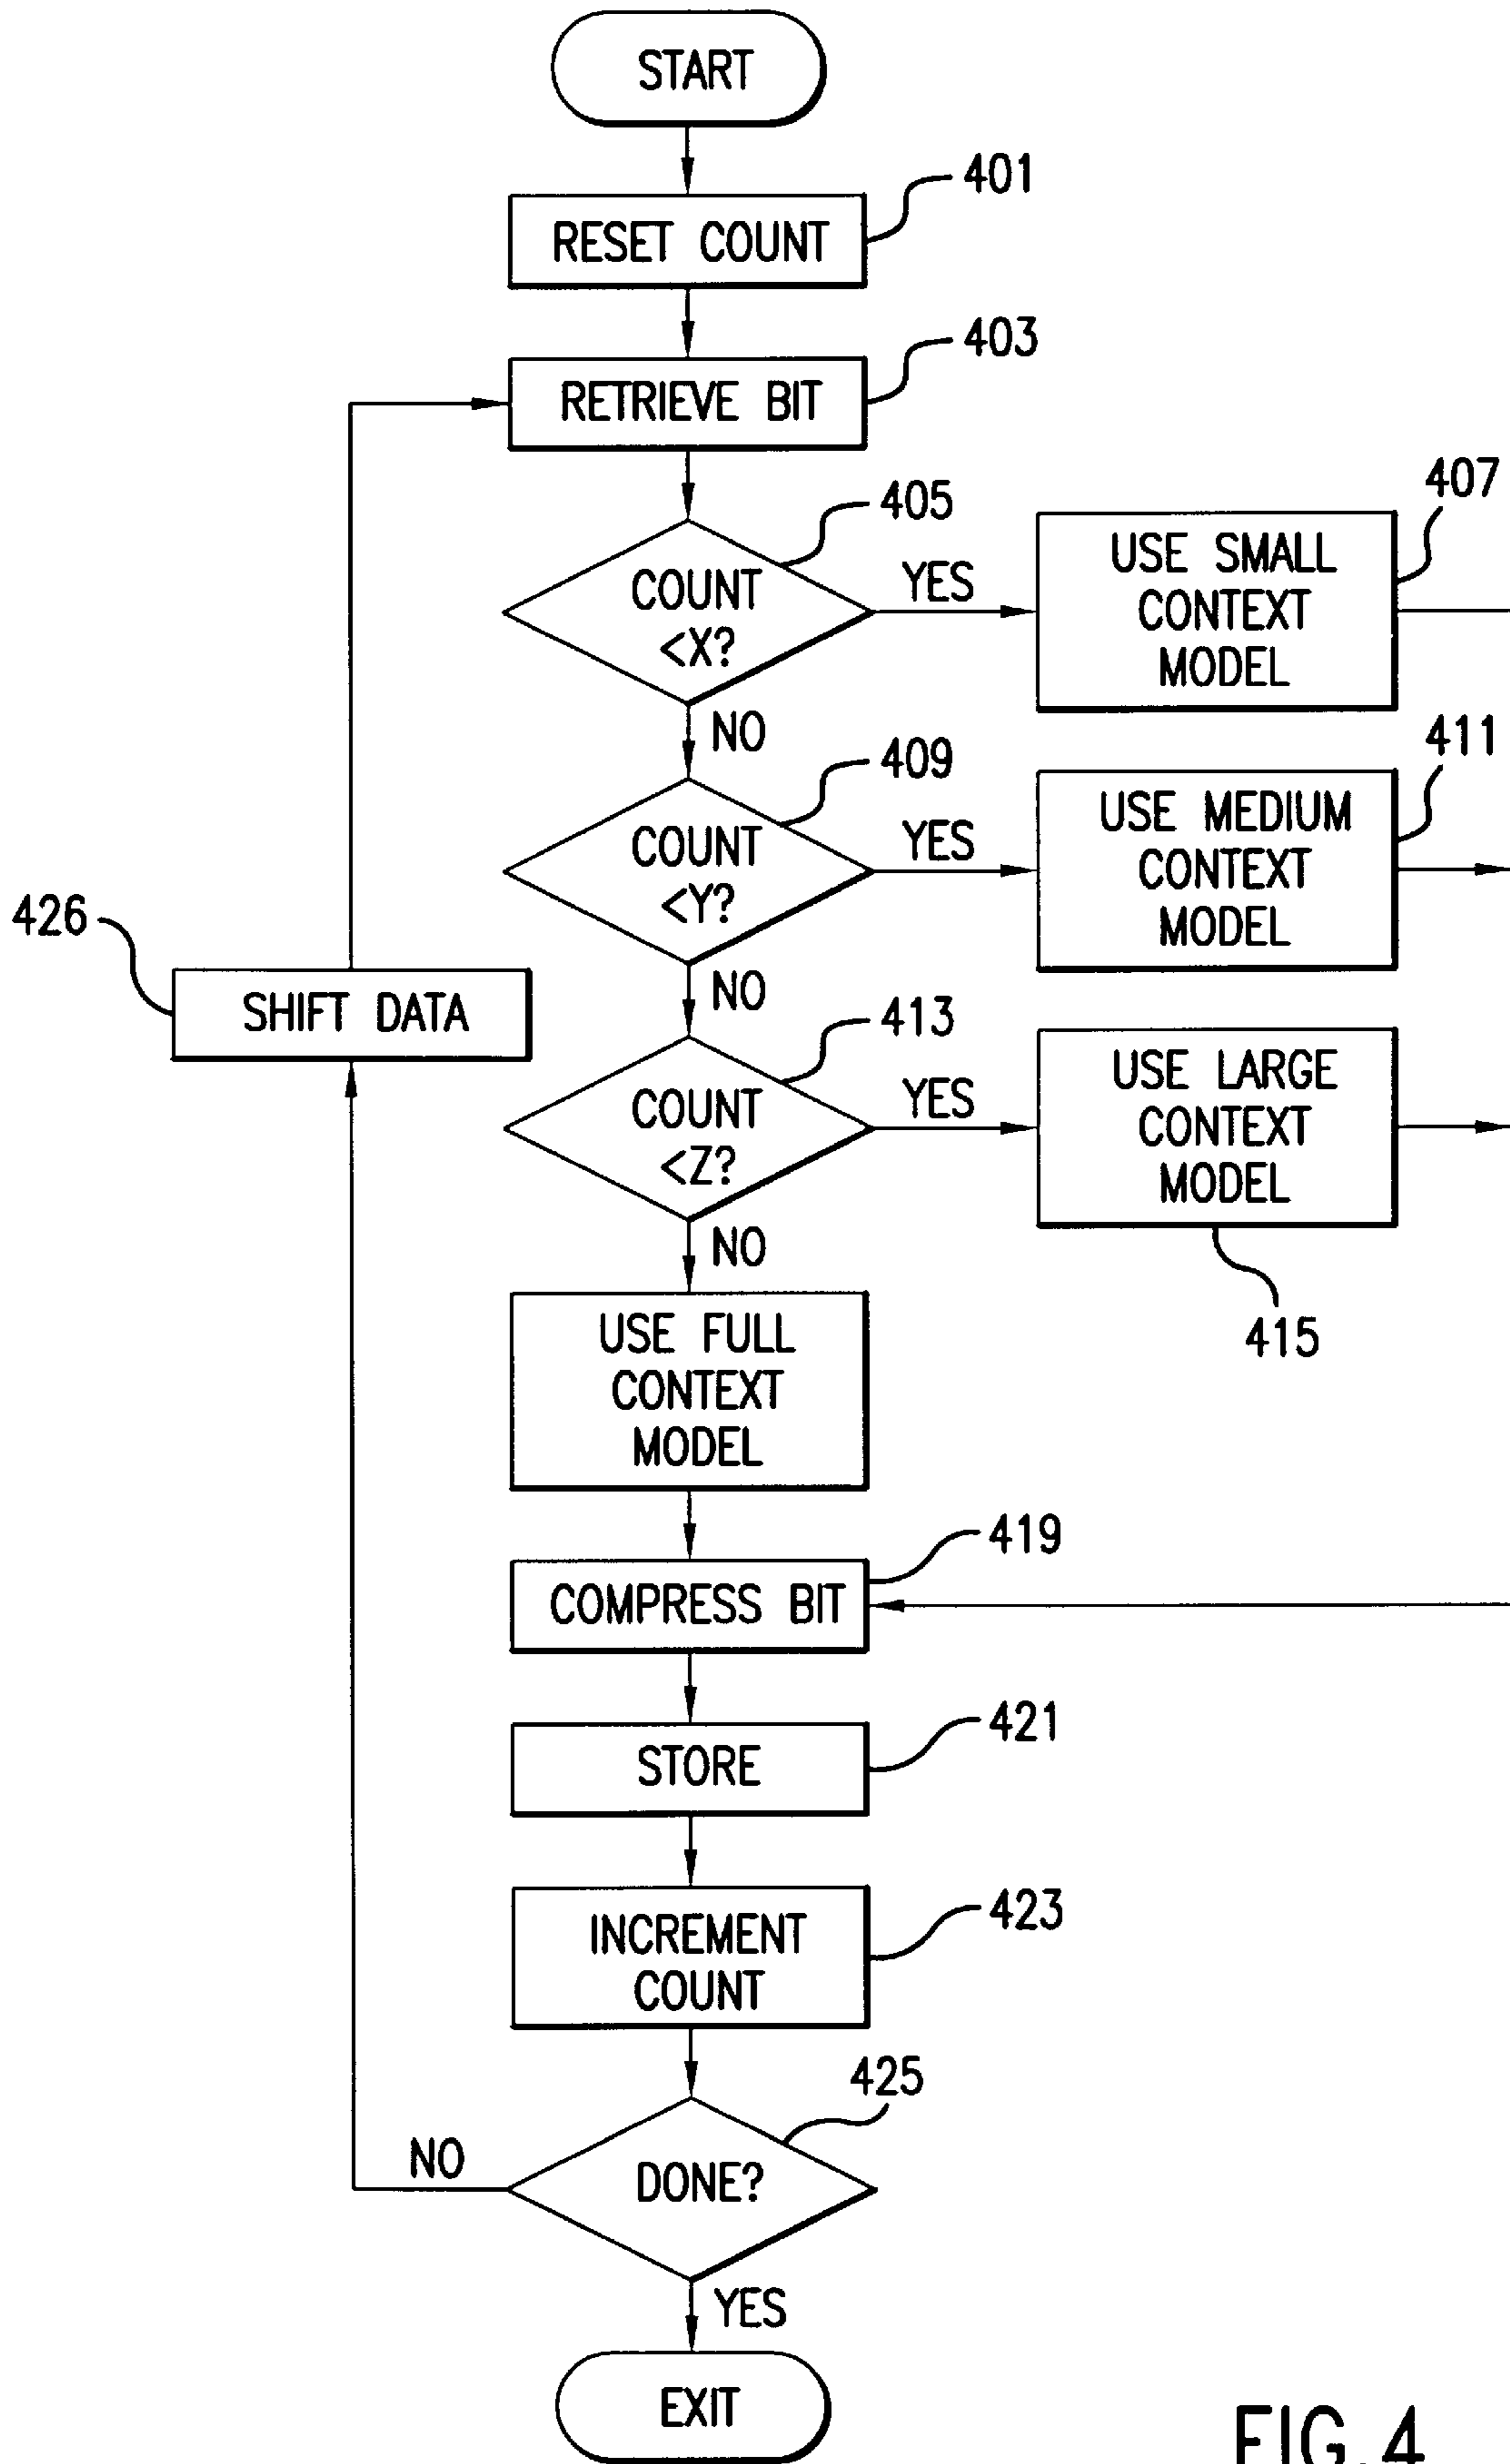 START
401
RESET COUNT
403
RETRIEVE BIT
405
COUNT
<X?
YES
407
USE SMALL
CONTEXT
MODEL
NO
409
COUNT
<Y?
YES
411
USE MEDIUM
CONTEXT
MODEL
426
SHIFT DATA
NO
413
COUNT
<Z?
YES
USE LARGE
CONTEXT
MODEL
415
NO
USE FULL
CONTEXT
MODEL
419
COMPRESS BIT
421
STORE
423
INCREMENT
COUNT
425
DONE?
NO
YES
EXIT
FIG.4